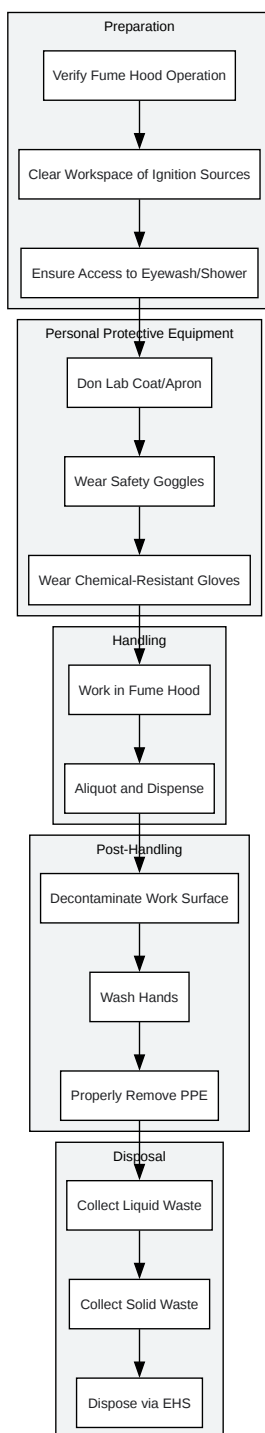 Preparation
Verify Fume Hood Operation
Clear Workspace of Ignition Sources
Ensure Access to Eyewash/Shower
Personal Protective Equipment
Don Lab Coat/Apron
Wear Safety Goggles
Wear Chemical-Resistant Gloves
Handling
Work in Fume Hood
Aliquot and Dispense
Post-Handling
Decontaminate Work Surface
Wash Hands
Properly Remove PPE
Disposal
Collect Liquid Waste
Collect Solid Waste
Dispose via EHS